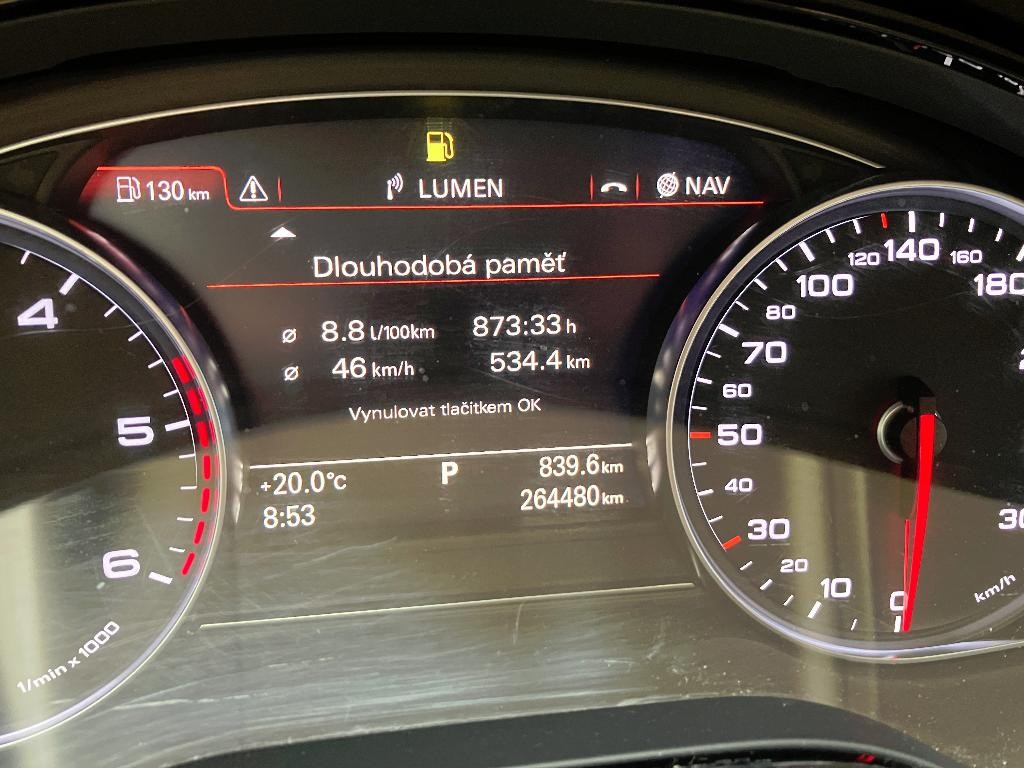 130 km LUMEN NAV
Dlouhodobá paměť
ø 8.8 l/100km 873:33 h
ø 46 km/h 534.4 km
Vynulovat tlačítkem OK
+20.0°C P 839.6 km
8:53 264480 km
4
5
6
1/min x 1000
0
10
20
30
40
50
60
70
80
100
120
140
160
180
km/h